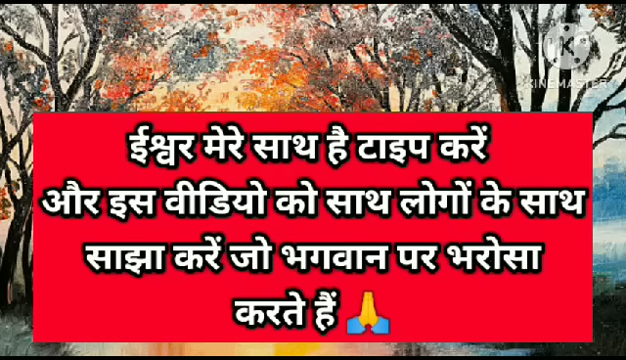 KINEMASTER
ईश्वर मेरे साथ है टाइप करें
और इस वीडियो को साथ लोगों के साथ
साझा करें जो भगवान पर भरोसा
करते हैं 🙏